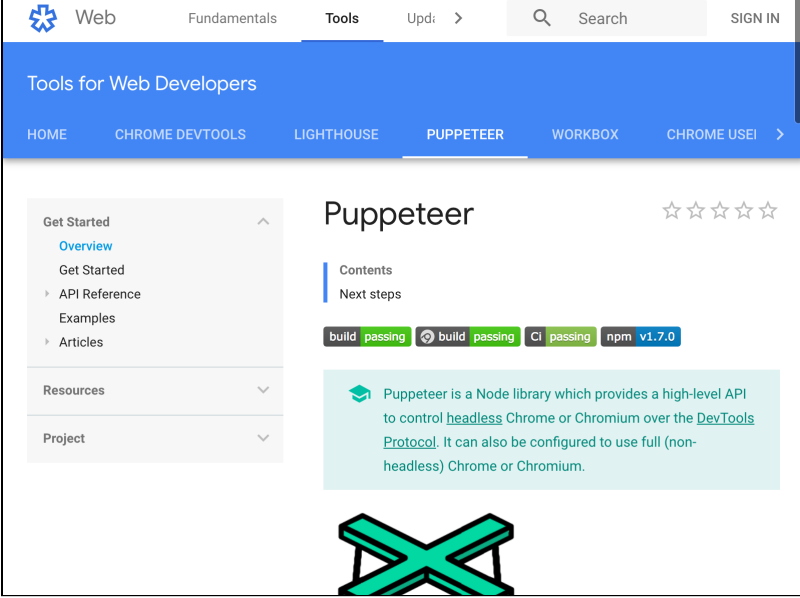 Web Fundamentals Tools Upda Search SIGN IN
Tools for Web Developers
HOME CHROME DEVTOOLS LIGHTHOUSE PUPPETEER WORKBOX CHROME USEI
Get Started
Overview
Get Started
API Reference
Examples
Articles
Resources
Project
Puppeteer
Contents
Next steps
build passing build passing Ci passing npm v1.7.0
Puppeteer is a Node library which provides a high-level API
to control headless Chrome or Chromium over the DevTools
Protocol. It can also be configured to use full (non-
headless) Chrome or Chromium.